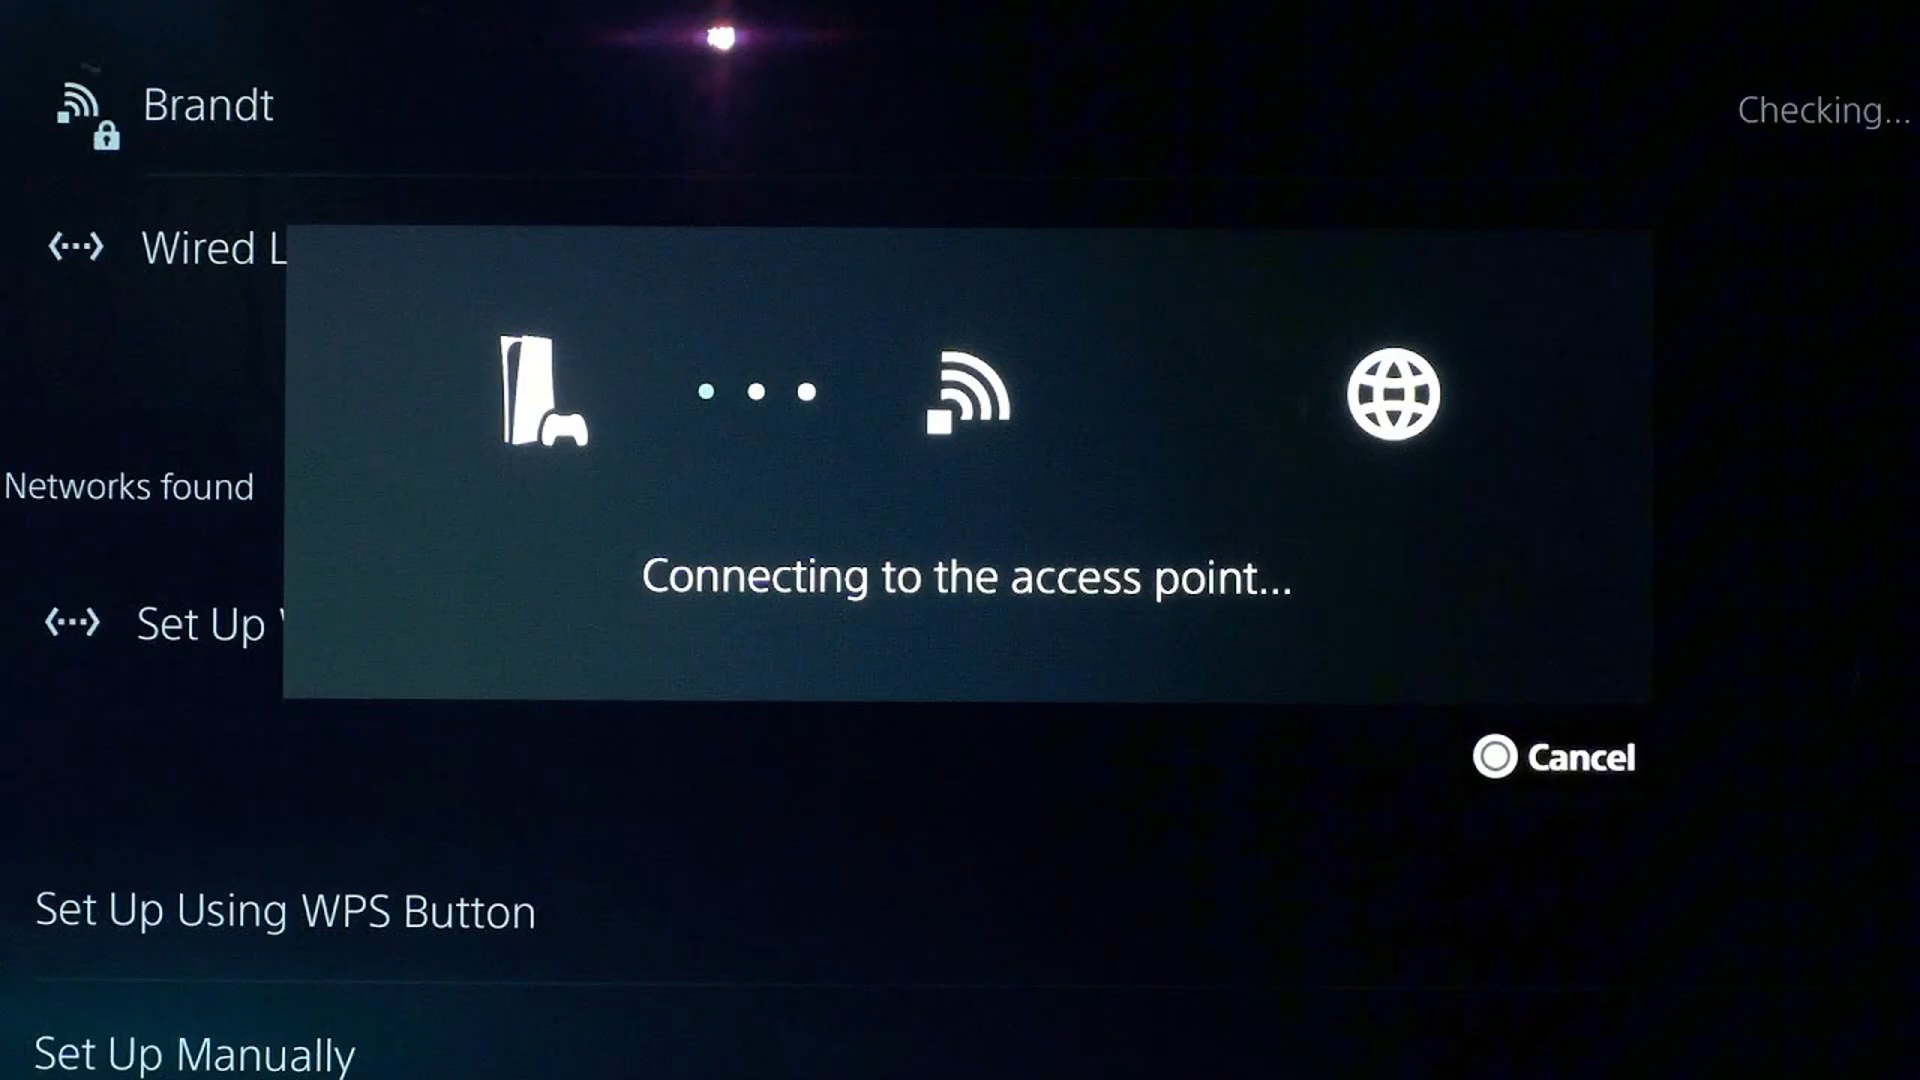 Brandt
Checking...
Wired L
Networks found
Connecting to the access point...
Set Up
Cancel
Set Up Using WPS Button
Set Up Manually